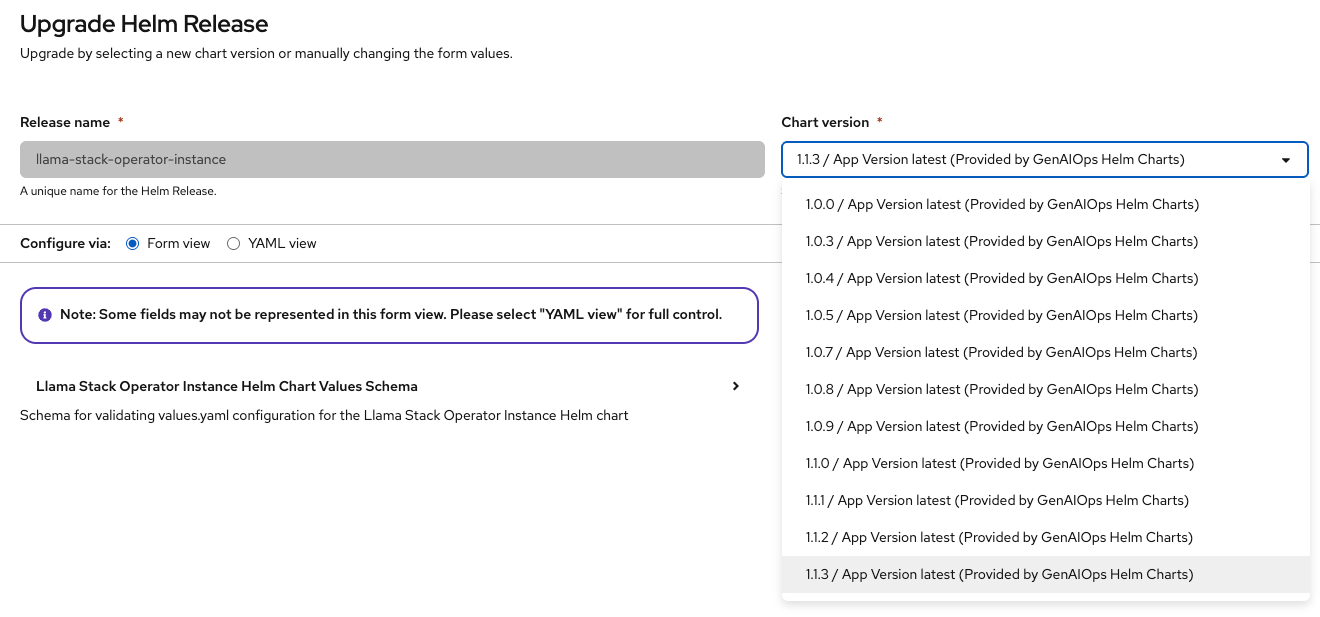 Upgrade Helm Release
Upgrade by selecting a new chart version or manually changing the form values.
Release name *
llama-stack-operator-instance
A unique name for the Helm Release.
Chart version *
1.1.3 / App Version latest (Provided by GenAIOps Helm Charts)
1.0.0 / App Version latest (Provided by GenAIOps Helm Charts)
1.0.3 / App Version latest (Provided by GenAIOps Helm Charts)
1.0.4 / App Version latest (Provided by GenAIOps Helm Charts)
1.0.5 / App Version latest (Provided by GenAIOps Helm Charts)
1.0.7 / App Version latest (Provided by GenAIOps Helm Charts)
1.0.8 / App Version latest (Provided by GenAIOps Helm Charts)
1.0.9 / App Version latest (Provided by GenAIOps Helm Charts)
1.1.0 / App Version latest (Provided by GenAIOps Helm Charts)
1.1.1 / App Version latest (Provided by GenAIOps Helm Charts)
1.1.2 / App Version latest (Provided by GenAIOps Helm Charts)
1.1.3 / App Version latest (Provided by GenAIOps Helm Charts)
Configure via: Form view YAML view
Note: Some fields may not be represented in this form view. Please select "YAML view" for full control.
Llama Stack Operator Instance Helm Chart Values Schema
Schema for validating values.yaml configuration for the Llama Stack Operator Instance Helm chart